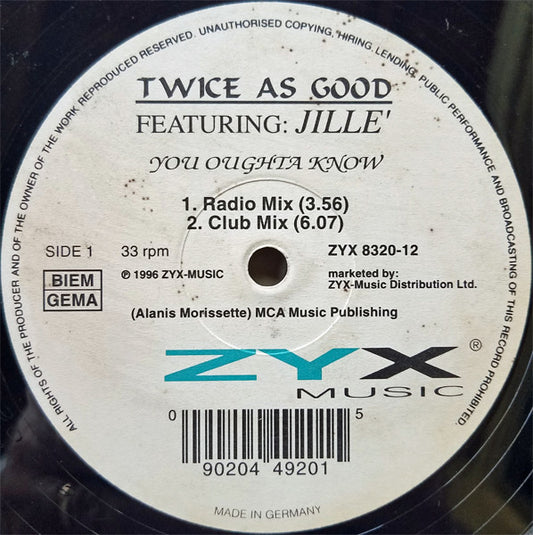 ALL RIGHTS OF THE PRODUCER AND OF THE OWNER OF THE WORK REPRODUCED RESERVED. UNAUTHORISED COPYING, HIRING, LENDING, PUBLIC PERFORMANCE AND BROADCASTING OF THIS RECORD PROHIBITED.
TWICE AS GOOD
FEATURING: JILLE'
YOU OUGHTA KNOW
1. Radio Mix (3.56)
2. Club Mix (6.07)
SIDE 1 33 rpm ZYX 8320-12
BIEM
GEMA
℗ 1996 ZYX-MUSIC
marketed by:
ZYX-Music Distribution Ltd.
(Alanis Morissette) MCA Music Publishing
ZYX ®
MUSIC
0 90204 49201 5
MADE IN GERMANY